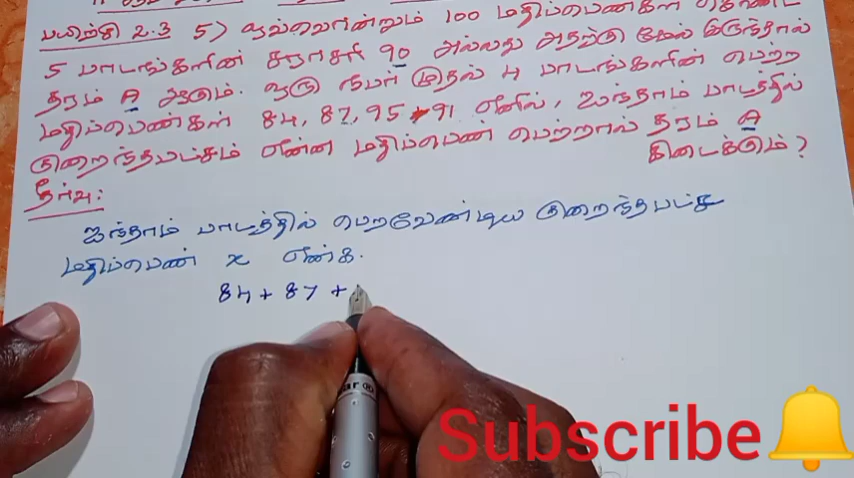 பயிற்சி 2.3 5) ஒவ்வொன்றும் 100 மதிப்பெண்கள் கொண்ட
5 பாடங்களின் சராசரி 90 அல்லது அதற்கு மேல் இருந்தால்
தரம் A ஆகும். ஒரு நபர் முதல் 4 பாடங்களின் பெற்ற
மதிப்பெண்கள் 84, 87, 95, 91 எனில், ஐந்தாம் பாடத்தில்
குறைந்தபட்சம் என்ன மதிப்பெண் பெற்றால் தரம் A
கிடைக்கும்?
தீர்வு:
ஐந்தாம் பாடத்தில் பெறவேண்டிய குறைந்தபட்ச
மதிப்பெண் x என்க.
84 + 87 +
Subscribe